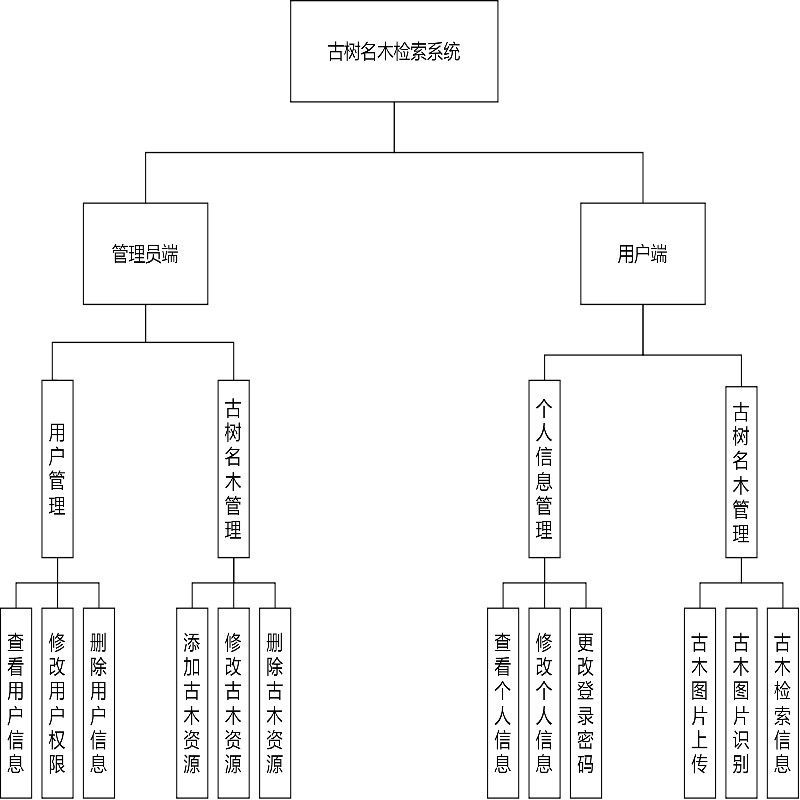 古树名木检索系统
管理员端
用户端
用户管理
古树名木管理
个人信息管理
古树名木管理
查看用户信息
修改用户权限
删除用户信息
添加古木资源
修改古木资源
删除古木资源
查看个人信息
修改个人信息
更改登录密码
古木图片上传
古木图片识别
古木检索信息